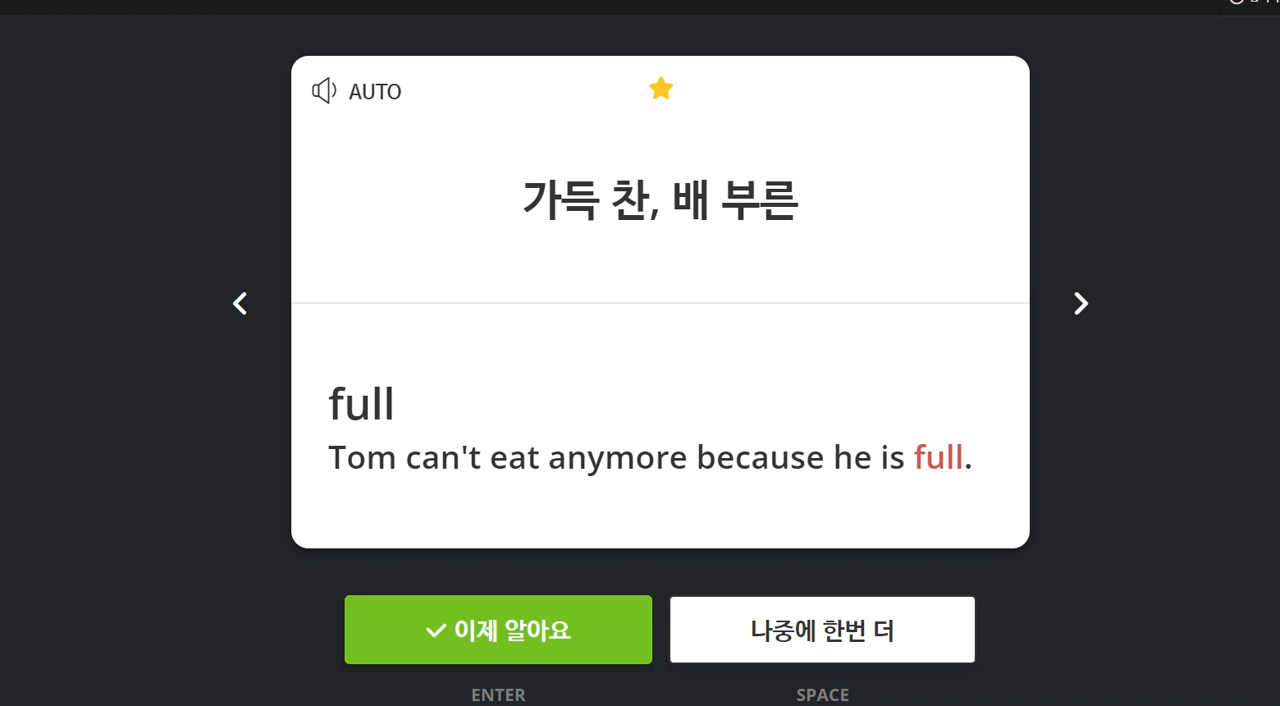 AUTO
가득 찬, 배 부른
full
Tom can't eat anymore because he is full.
이제 알아요
나중에 한번 더
ENTER
SPACE